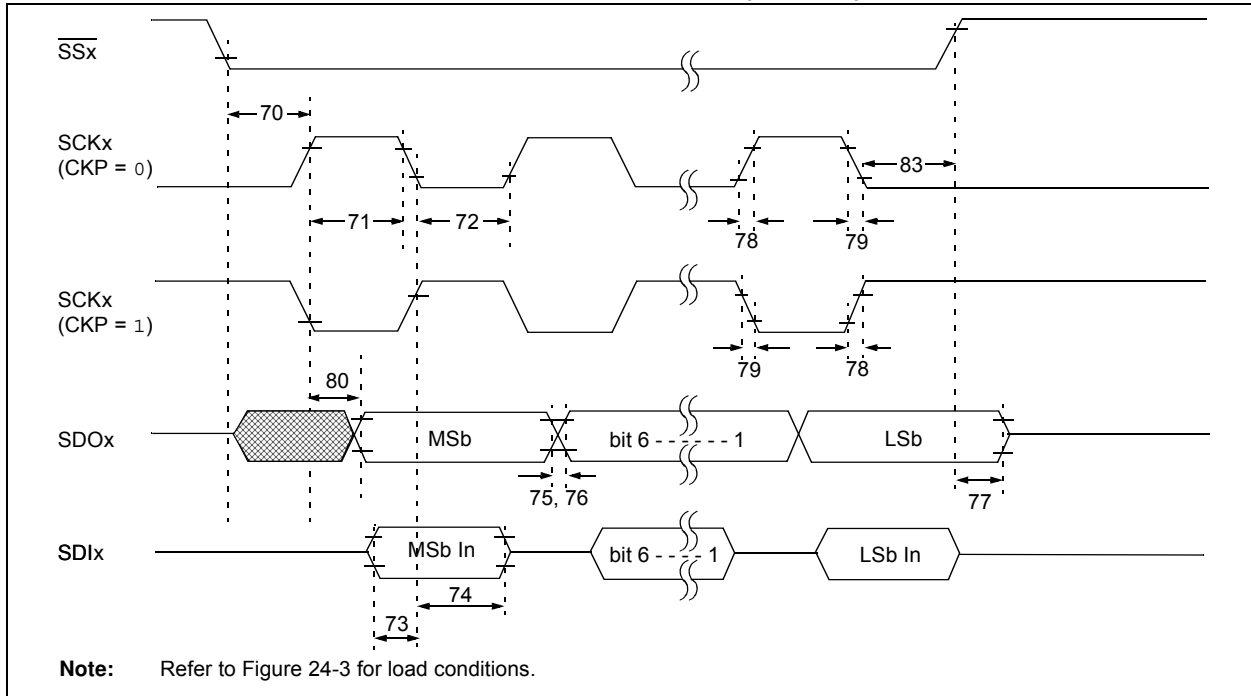 SSx
70
SCKx
(CKP = 0)
83
71
72
78
79
SCKx
(CKP = 1)
79
78
80
SDOx
MSb
bit 6 - - - - - - 1
LSb
75, 76
77
SDIx
MSb In
bit 6 - - - - 1
LSb In
74
73
Note: Refer to Figure 24-3 for load conditions.